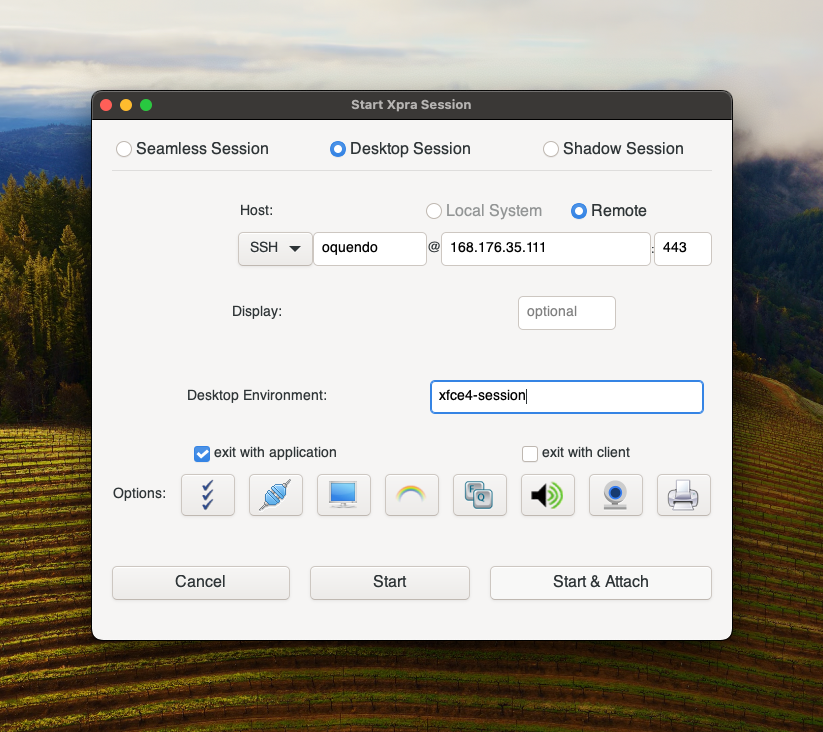 Start Xpra Session
Seamless Session Desktop Session Shadow Session
Host: Local System Remote
SSH oquendo @ 168.176.35.111 : 443
Display: optional
Desktop Environment: xfce4-session
exit with application exit with client
Options: F Q
Cancel Start Start & Attach